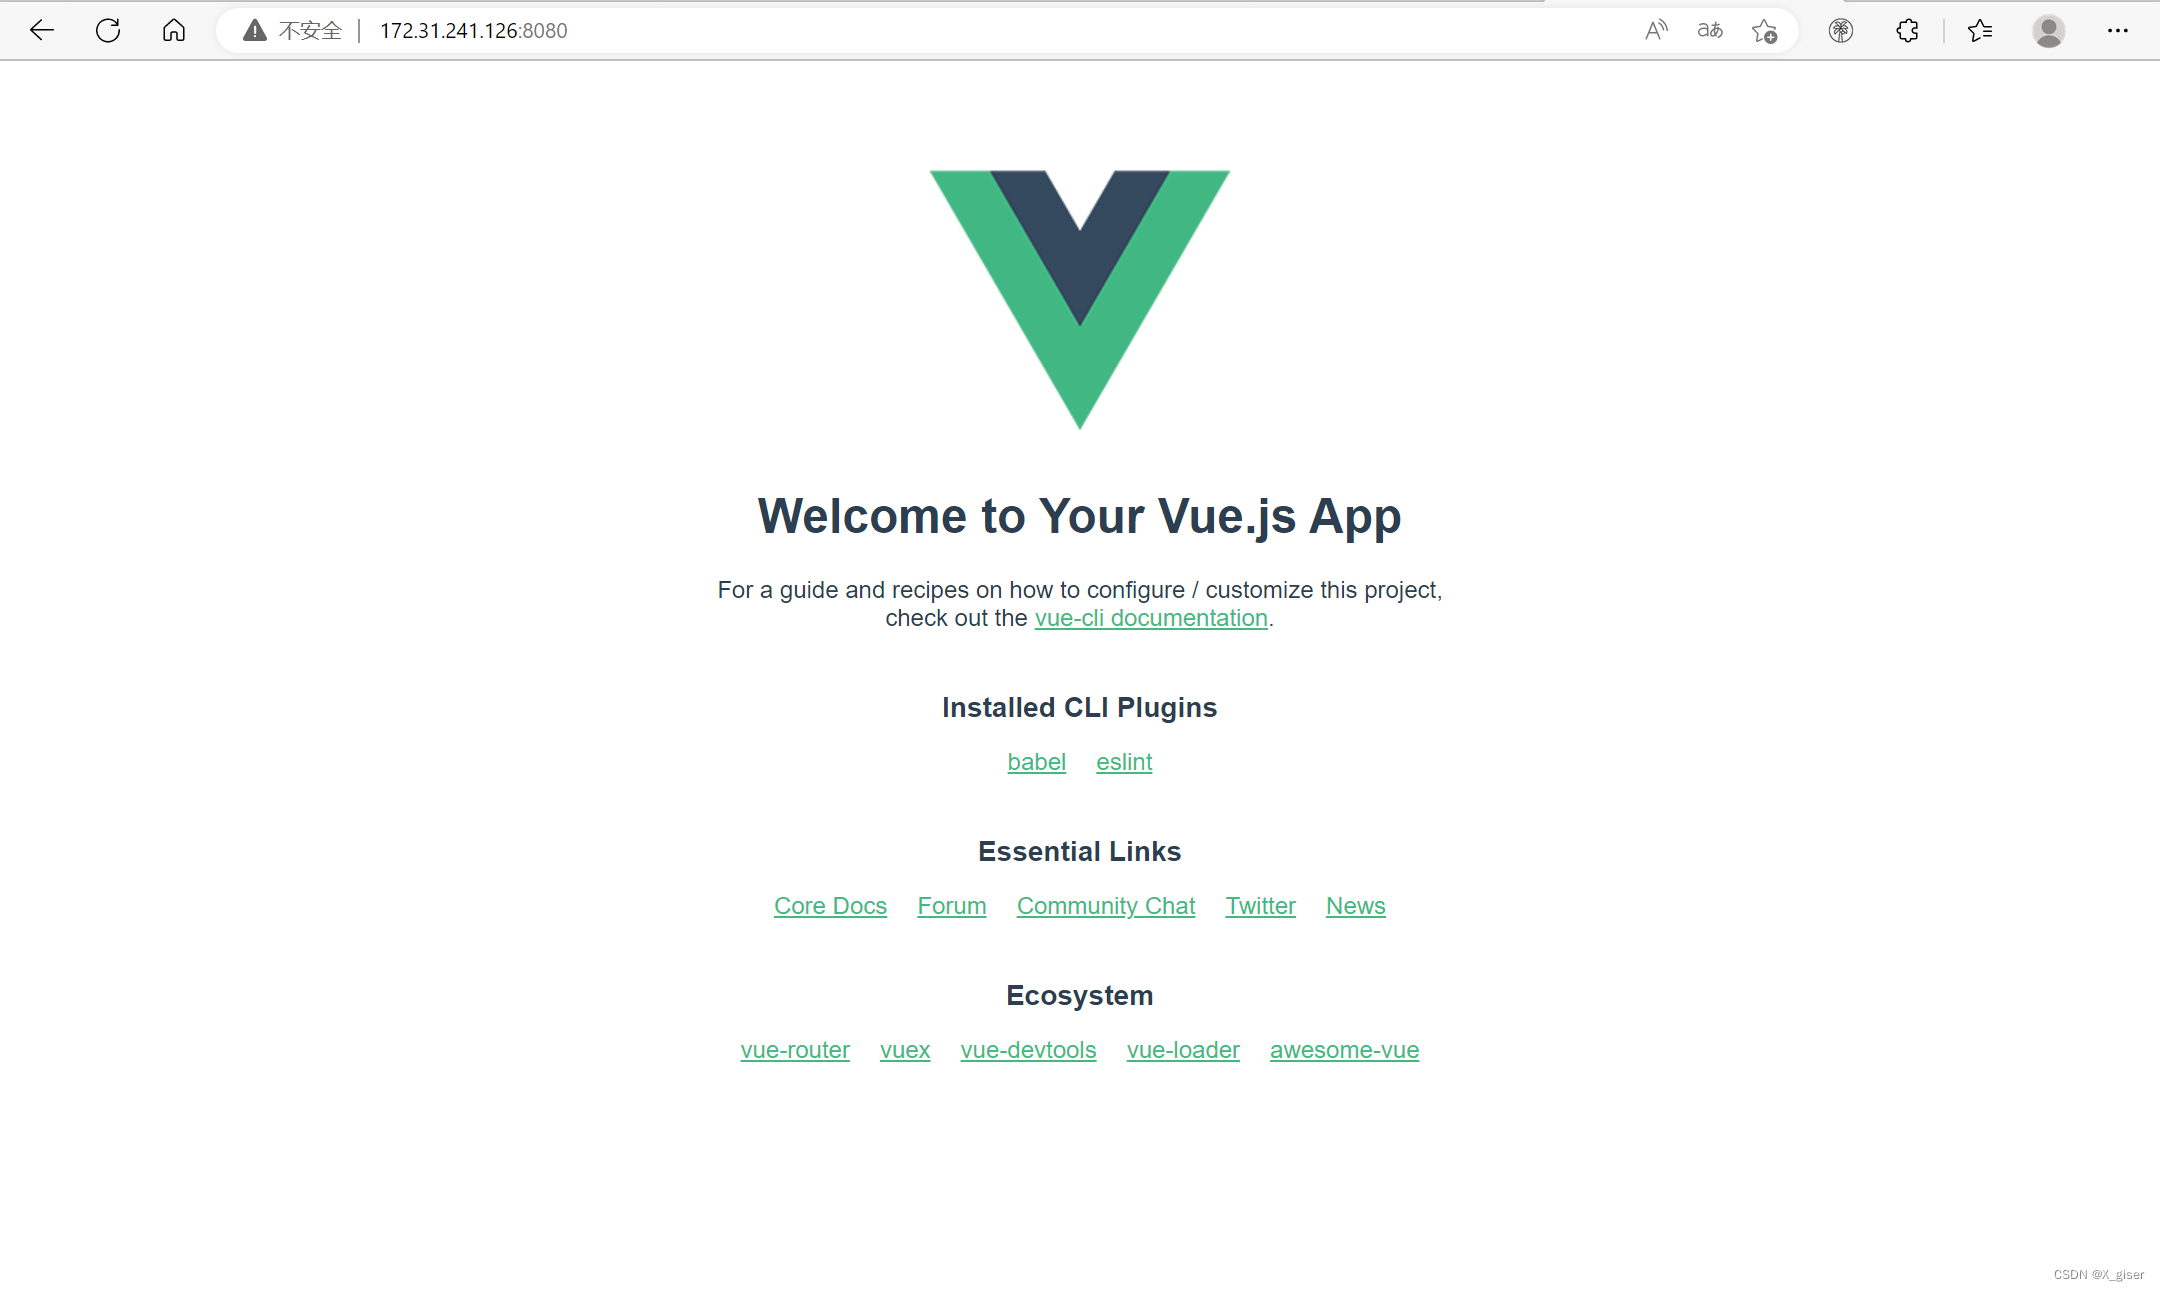 不安全 172.31.241.126:8080
Welcome to Your Vue.js App
For a guide and recipes on how to configure / customize this project,
check out the vue-cli documentation.
Installed CLI Plugins
babel eslint
Essential Links
Core Docs Forum Community Chat Twitter News
Ecosystem
vue-router vuex vue-devtools vue-loader awesome-vue
CSDN @X_giser